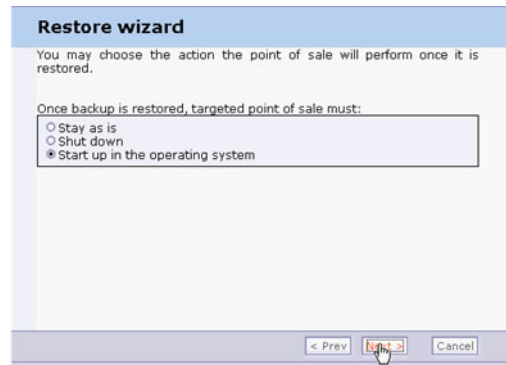 Restore wizard
You may choose the action the point of sale will perform once it is
restored.
Once backup is restored, targeted point of sale must:
Stay as is
Shut down
Start up in the operating system
< Prev Next > Cancel